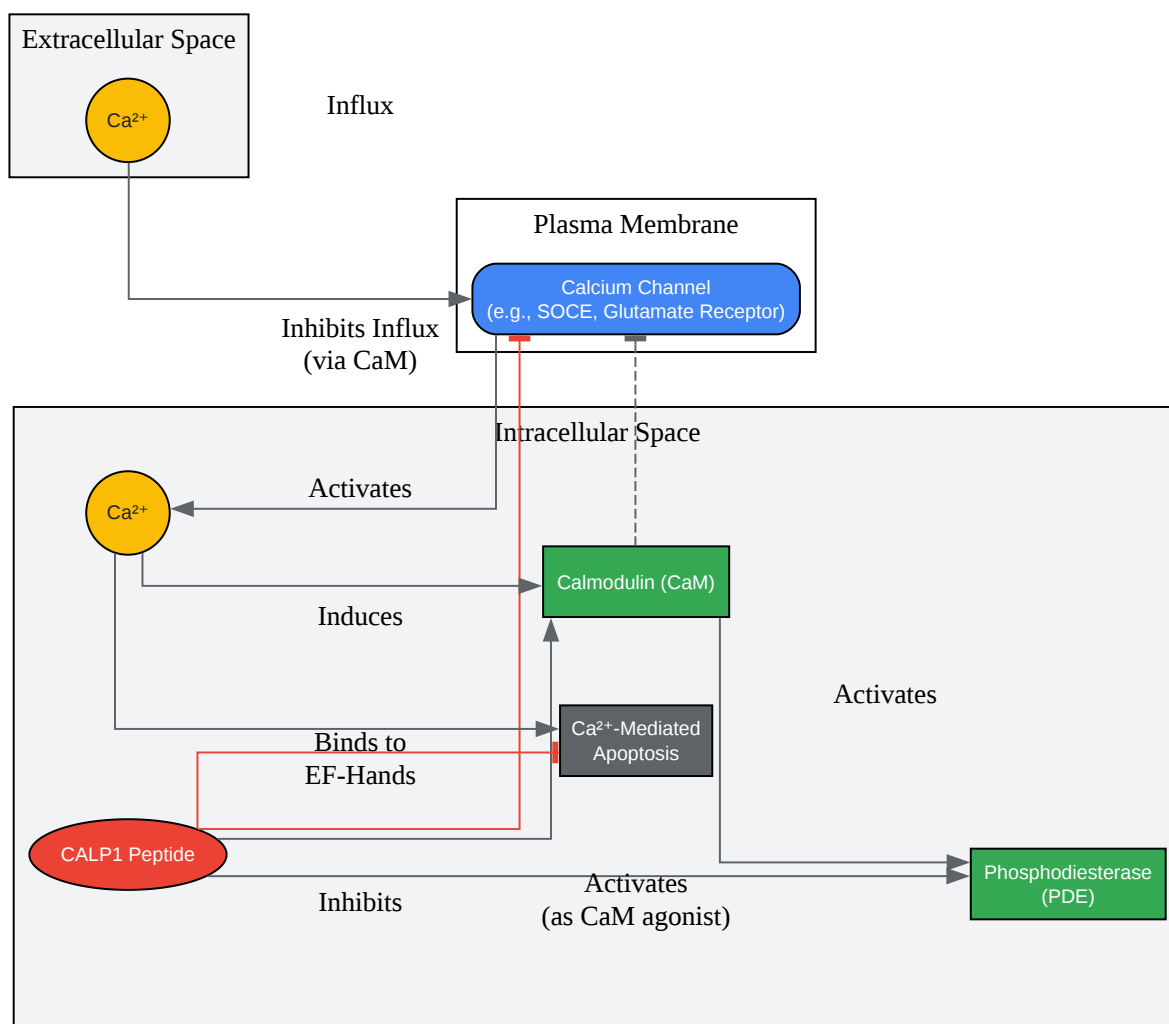 Extracellular Space
Ca²⁺
Influx
Plasma Membrane
Calcium Channel
(e.g., SOCE, Glutamate Receptor)
Inhibits Influx
(via CaM)
Intracellular Space
Activates
Ca²⁺
Calmodulin (CaM)
Induces
Activates
Ca²⁺-Mediated
Apoptosis
Binds to
EF-Hands
CALP1 Peptide
Inhibits
Activates
(as CaM agonist)
Phosphodiesterase
(PDE)